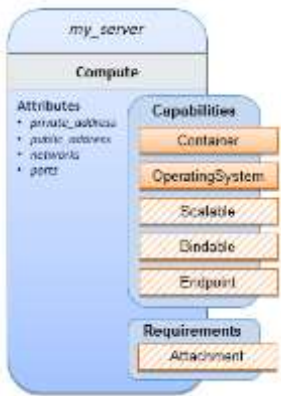 my_server
Compute
Attributes
• private_address
• public_address
• networks
• ports
Capabilities
Container
OperatingSystem
Scalable
Bindable
Endpoint
Requirements
Attachment